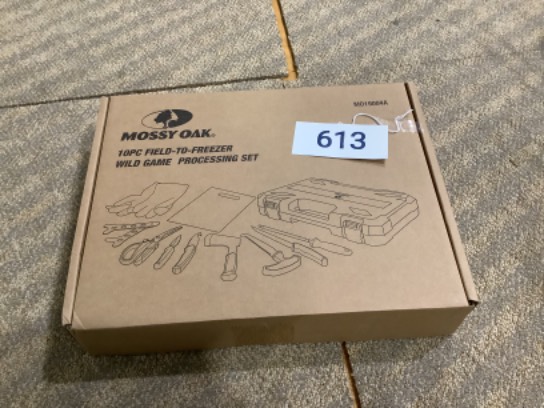 MOSSY OAK
10PC FIELD-TO-FREEZER
WILD GAME PROCESSING SET
613